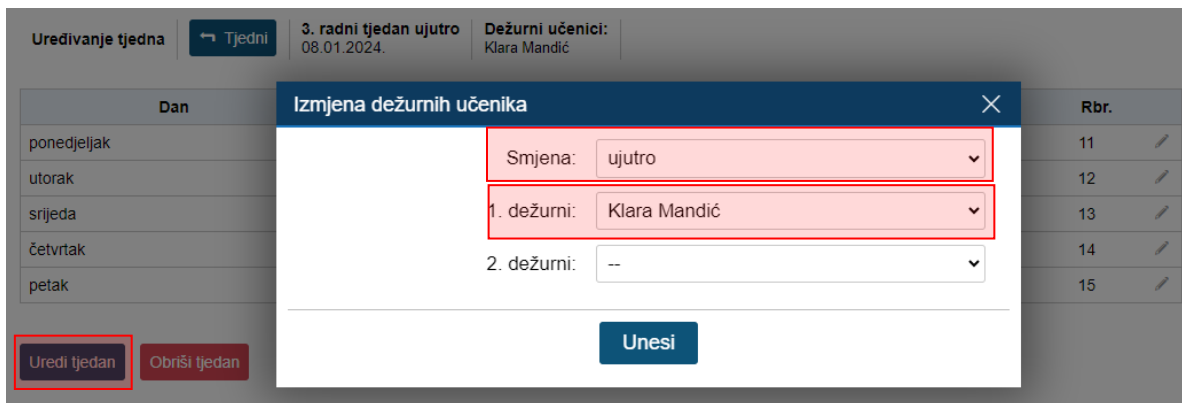 Uređivanje tjedna
Tjedni
3. radni tjedan ujutro
08.01.2024.
Dežurni učenici:
Klara Mandić
Dan
Rbr.
Izmjena dežurnih učenika
Smjena: ujutro
1. dežurni: Klara Mandić
2. dežurni: --
Unesi
ponedjeljak 11
utorak 12
srijeda 13
četvrtak 14
petak 15
Uredi tjedan
Obriši tjedan